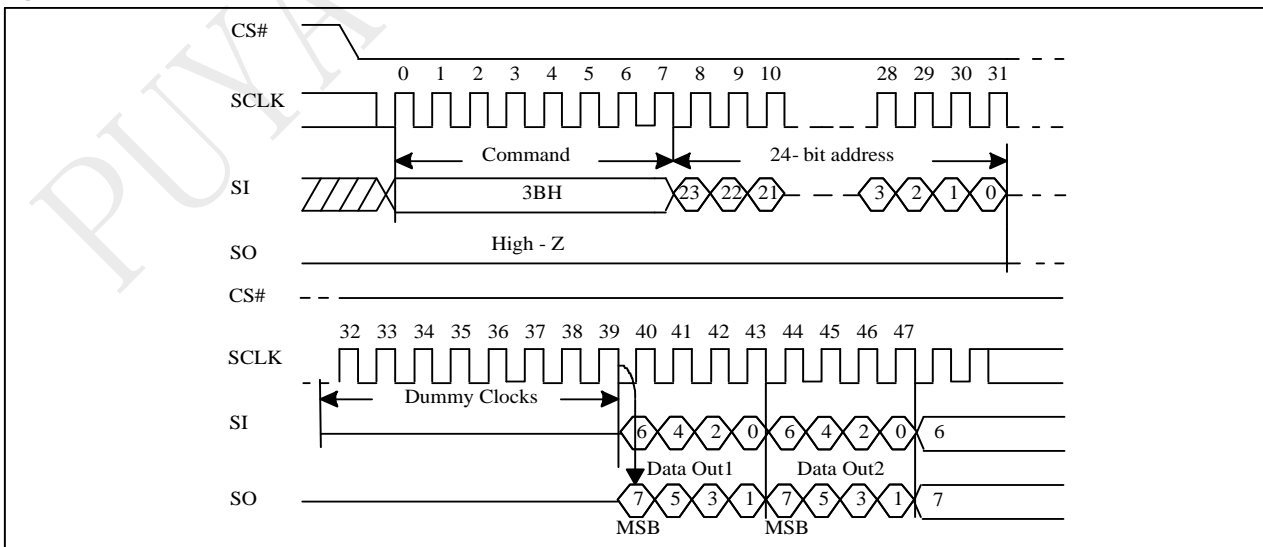 PUYA
CS#
0 1 2 3 4 5 6 7 8 9 10 28 29 30 31
SCLK
Command 24- bit address
SI 3BH 23 22 21 3 2 1 0
SO High - Z
CS#
32 33 34 35 36 37 38 39 40 41 42 43 44 45 46 47
SCLK
Dummy Clocks
SI 6 4 2 0 6 4 2 0 6
Data Out1 Data Out2
SO 7 5 3 1 7 5 3 1 7
MSB MSB